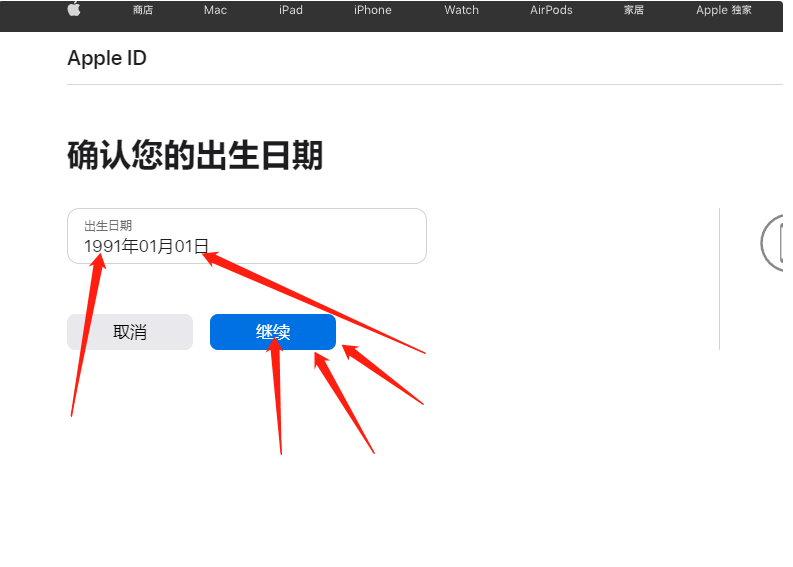 商店 Mac iPad iPhone Watch AirPods 家居 Apple 独家
Apple ID
确认您的出生日期
出生日期
1991年01月01日
取消 继续